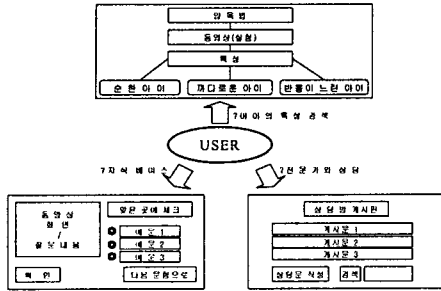 양육법
동영상(실험)
특성
순한 아이
까다로운 아이
반응이 느린 아이
?아이의 특성 검색
USER
?지식 베이스
?전문가와 상담
동영상
화면
/
질문내용
맞은 곳에 체크
예문 1
예문 2
예문 3
확인
다음 문항으로
상담방 게시판
게시문 1
게시문 2
게시문 3
상담문 작성
검색